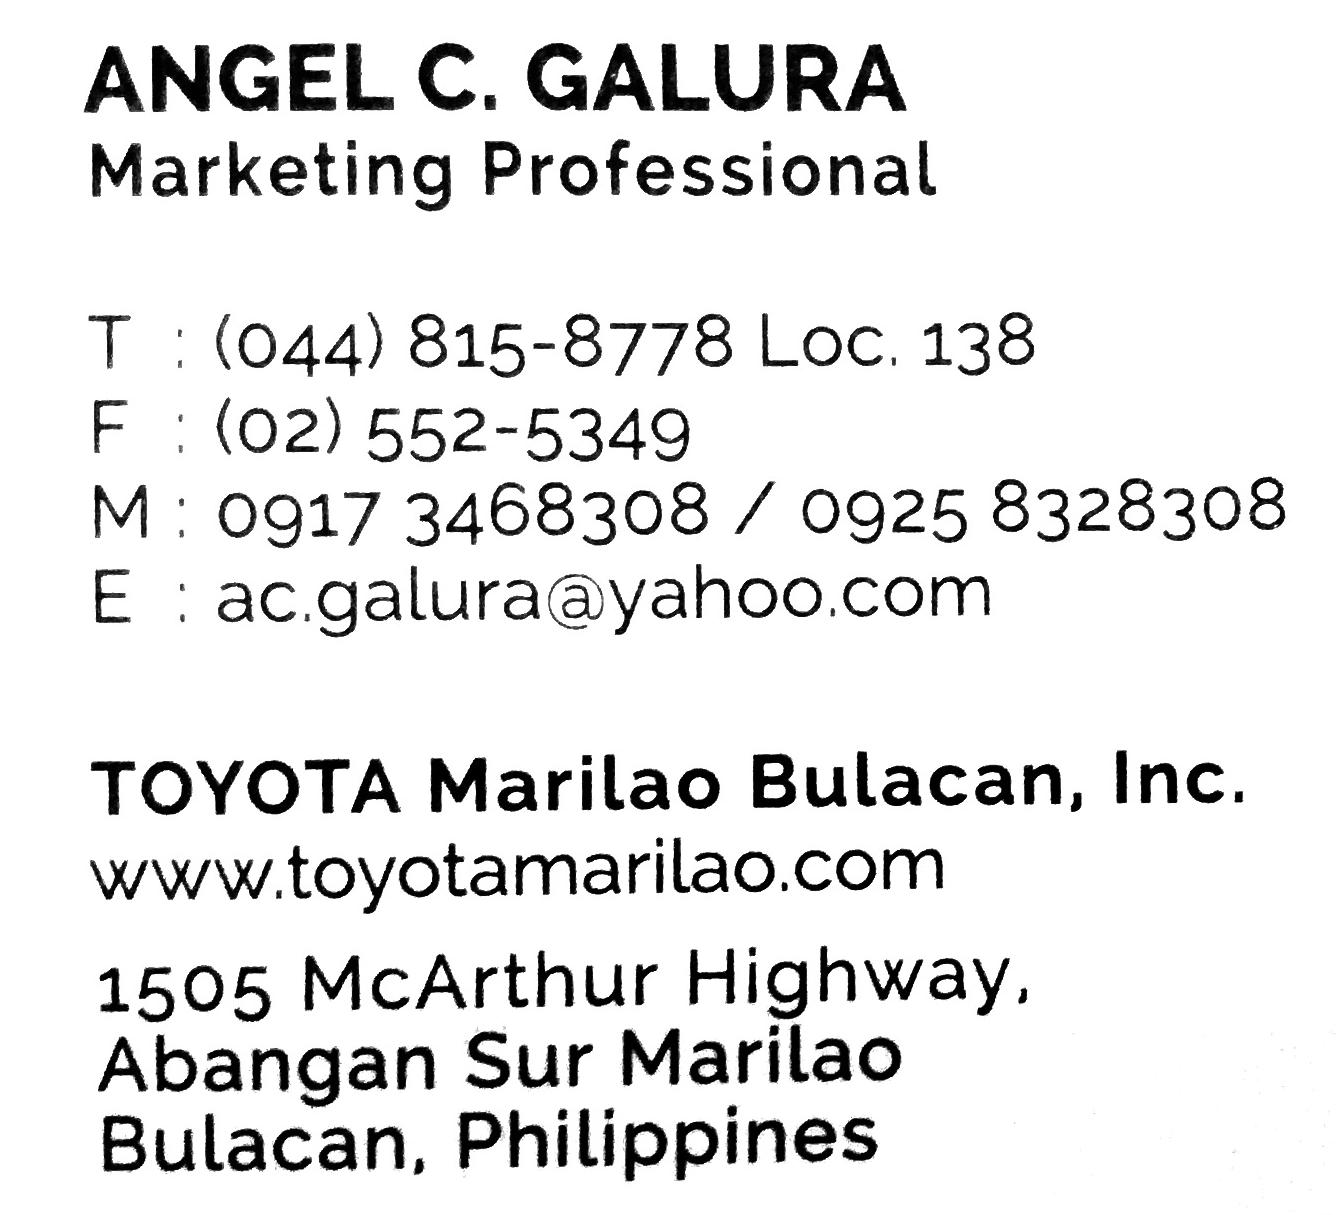 ANGEL C. GALURA
Marketing Professional
T : (044) 815-8778 Loc. 138
F : (02) 552-5349
M : 0917 3468308 / 0925 8328308
E : ac.galura@yahoo.com
TOYOTA Marilao Bulacan, Inc.
www.toyotamarilao.com
1505 McArthur Highway,
Abangan Sur Marilao
Bulacan, Philippines